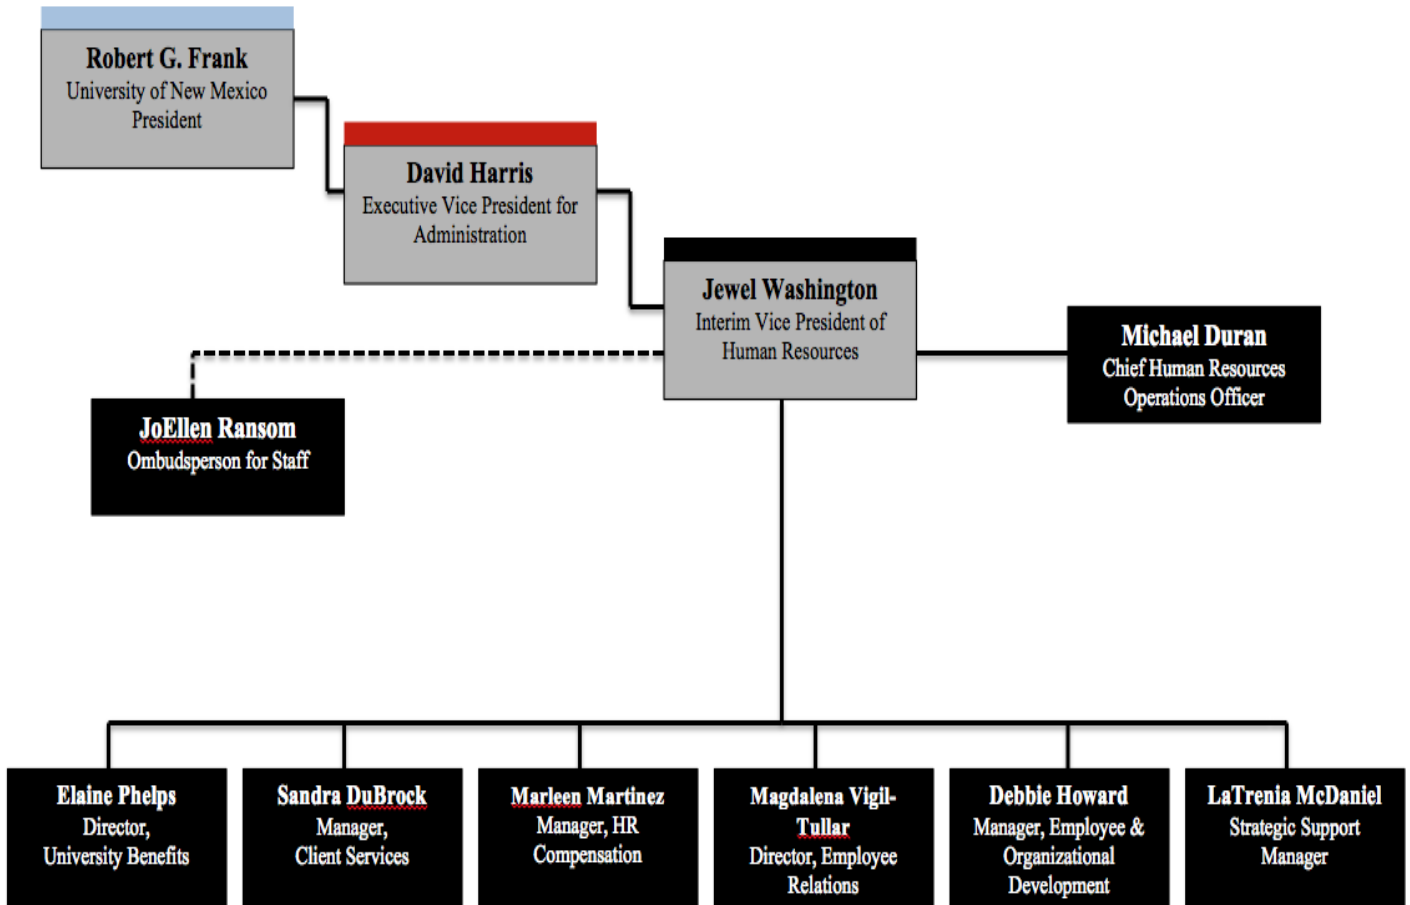 Robert G. Frank
University of New Mexico
President
David Harris
Executive Vice President for
Administration
Jewel Washington
Interim Vice President of
Human Resources
Michael Duran
Chief Human Resources
Operations Officer
JoEllen Ransom
Ombudsperson for Staff
Elaine Phelps
Director,
University Benefits
Sandra DuBrock
Manager,
Client Services
Marleen Martinez
Manager, HR
Compensation
Magdalena Vigil-
Tullar
Director, Employee
Relations
Debbie Howard
Manager, Employee &
Organizational
Development
LaTrenia McDaniel
Strategic Support
Manager